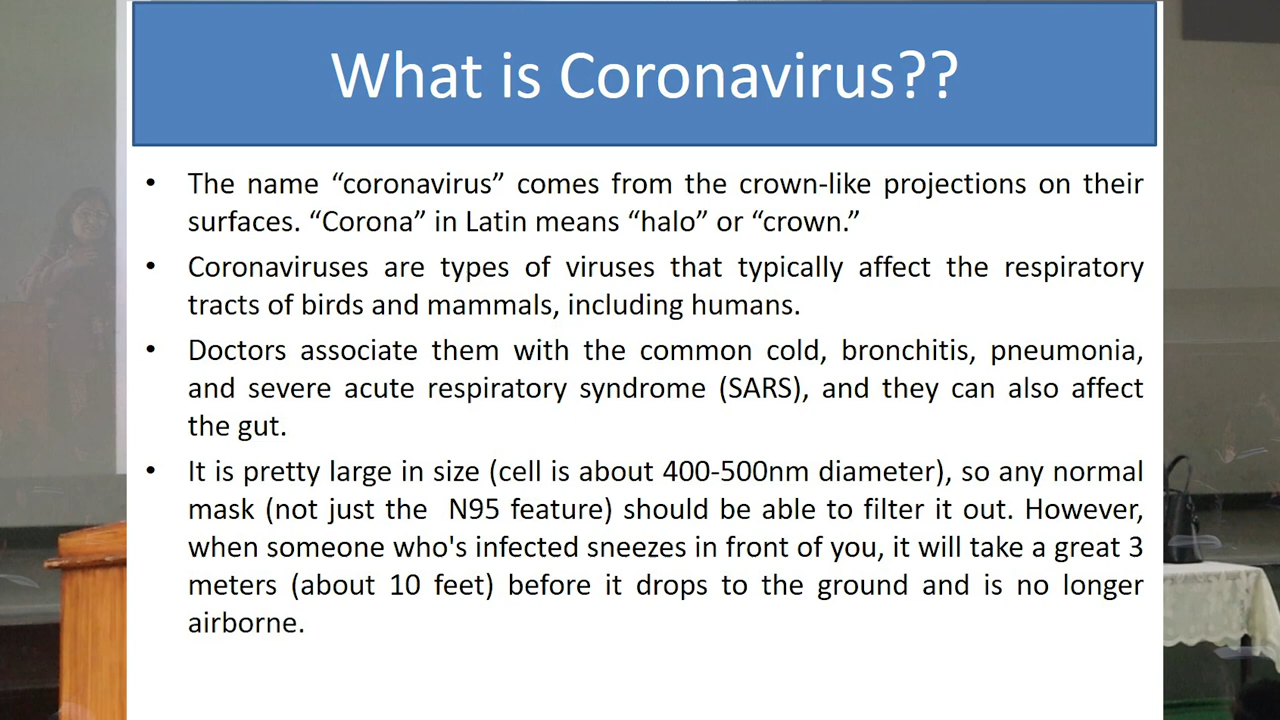 What is Coronavirus??
• The name “coronavirus” comes from the crown-like projections on their
surfaces. “Corona” in Latin means “halo” or “crown.”
• Coronaviruses are types of viruses that typically affect the respiratory
tracts of birds and mammals, including humans.
• Doctors associate them with the common cold, bronchitis, pneumonia,
and severe acute respiratory syndrome (SARS), and they can also affect
the gut.
• It is pretty large in size (cell is about 400-500nm diameter), so any normal
mask (not just the  N95 feature) should be able to filter it out. However,
when someone who's infected sneezes in front of you, it will take a great 3
meters (about 10 feet) before it drops to the ground and is no longer
airborne.